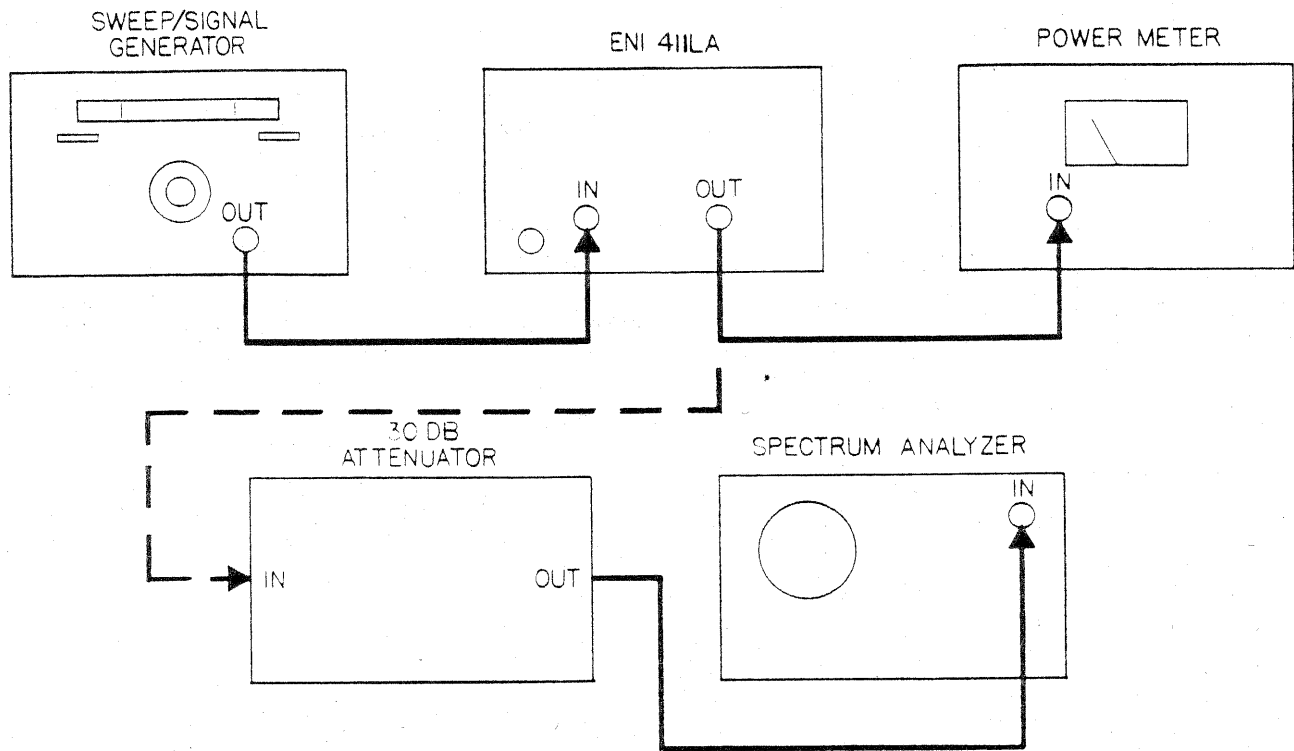 SWEEP/SIGNAL
GENERATOR
OUT
ENI 411LA
IN
OUT
POWER METER
IN
30 DB
ATTENUATOR
IN
OUT
SPECTRUM ANALYZER
IN